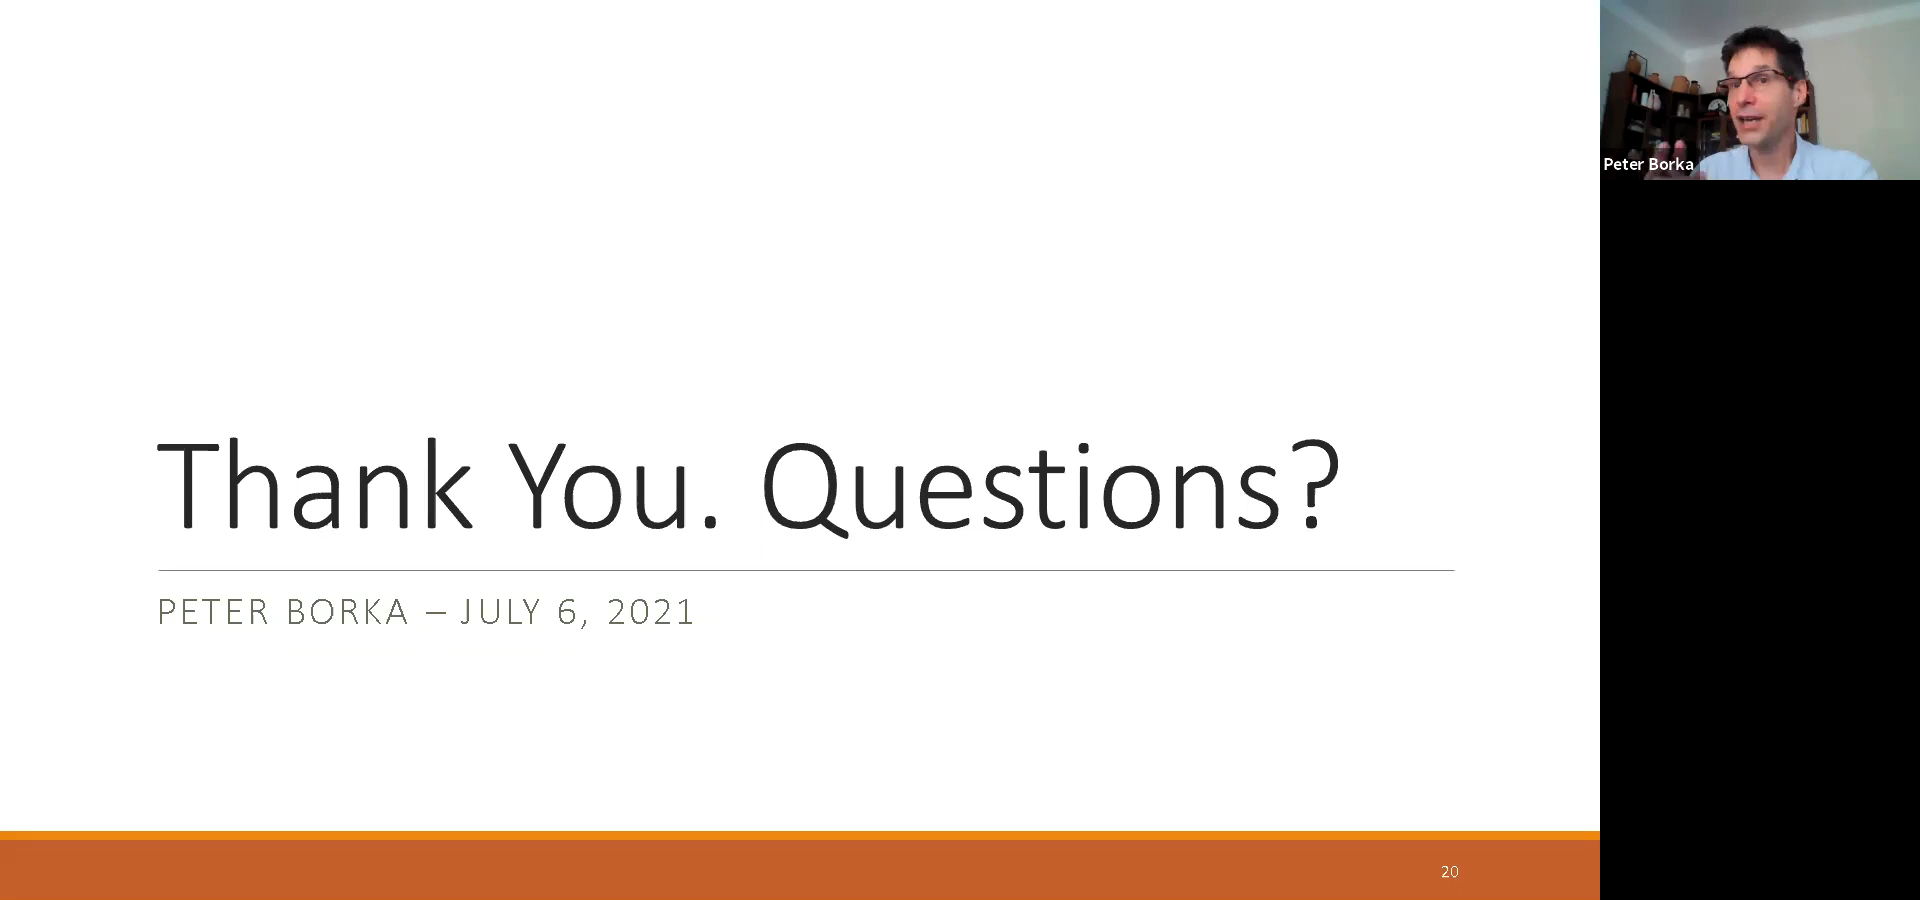 Thank You. Questions?
PETER BORKA – JULY 6, 2021
20
Peter Borka